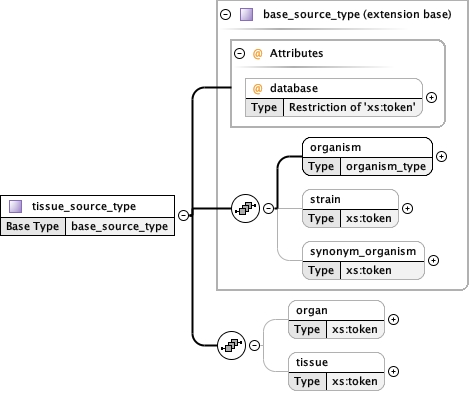 base_source_type (extension base)
@ Attributes
@ database
Type Restriction of 'xs:token'
organism
Type organism_type
strain
Type xs:token
synonym_organism
Type xs:token
tissue_source_type
Base Type base_source_type
organ
Type xs:token
tissue
Type xs:token